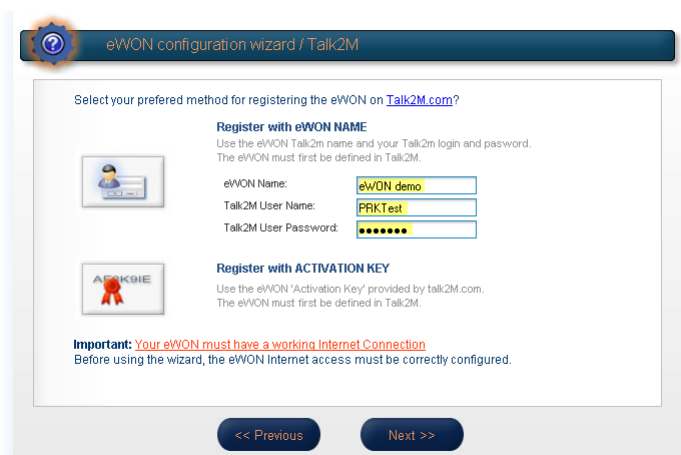 eWON configuration wizard / Talk2M
Select your prefered method for registering the eWON on Talk2M.com?
Register with eWON NAME
Use the eWON Talk2m name and your Talk2m login and password.
The eWON must first be defined in Talk2M.
eWON Name:
eWON demo
Talk2M User Name:
PRKTest
Talk2M User Password:
●●●●●●●
Register with ACTIVATION KEY
Use the eWON 'Activation Key' provided by talk2M.com.
The eWON must first be defined in Talk2M.
Important: Your eWON must have a working Internet Connection
Before using the wizard, the eWON Internet access must be correctly configured.
<< Previous
Next >>